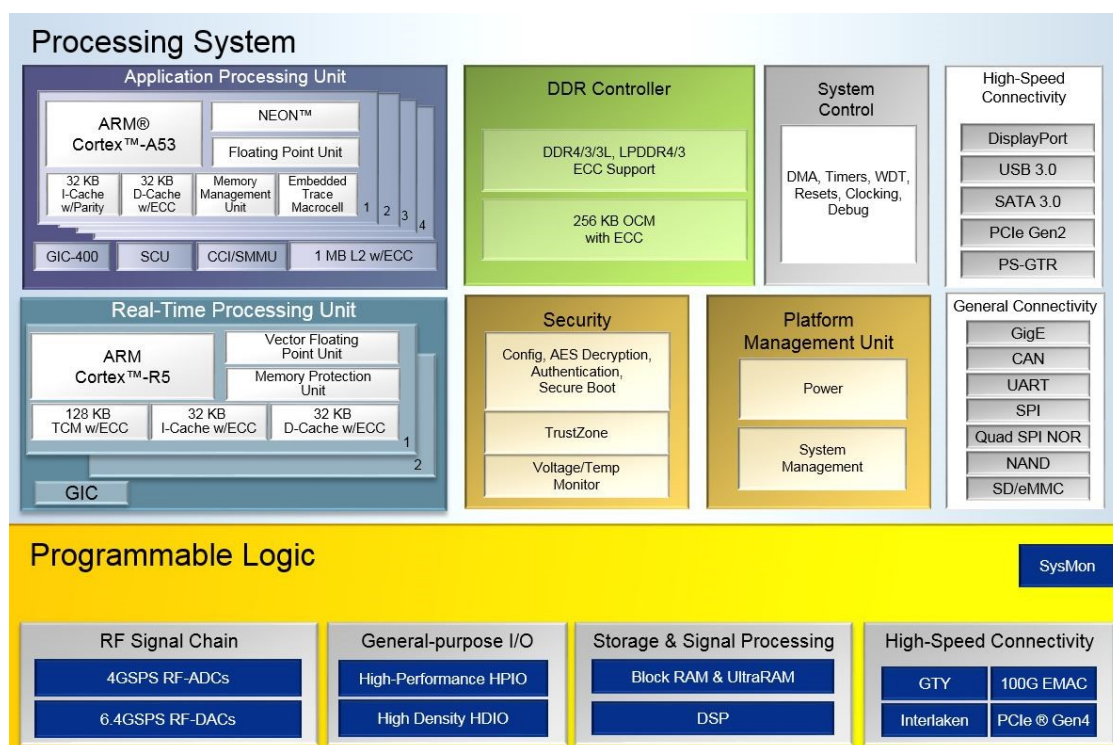 Processing System
Application Processing Unit
ARM®
Cortex™-A53
NEON™
Floating Point Unit
32 KB
I-Cache
w/Parity
32 KB
D-Cache
w/ECC
Memory
Management
Unit
Embedded
Trace
Macrocell
1
2
3
4
GIC-400
SCU
CCI/SMMU
1 MB L2 w/ECC
DDR Controller
DDR4/3/3L, LPDDR4/3
ECC Support
256 KB OCM
with ECC
System
Control
DMA, Timers, WDT,
Resets, Clocking,
Debug
High-Speed
Connectivity
DisplayPort
USB 3.0
SATA 3.0
PCIe Gen2
PS-GTR
Real-Time Processing Unit
ARM
Cortex™-R5
Vector Floating
Point Unit
Memory Protection
Unit
128 KB
TCM w/ECC
32 KB
I-Cache w/ECC
32 KB
D-Cache w/ECC
1
2
GIC
Security
Config, AES Decryption,
Authentication,
Secure Boot
TrustZone
Voltage/Temp
Monitor
Platform
Management Unit
Power
System
Management
General Connectivity
GigE
CAN
UART
SPI
Quad SPI NOR
NAND
SD/eMMC
Programmable Logic
SysMon
RF Signal Chain
4GSPS RF-ADCs
6.4GSPS RF-DACs
General-purpose I/O
High-Performance HPIO
High Density HDIO
Storage & Signal Processing
Block RAM & UltraRAM
DSP
High-Speed Connectivity
GTY
100G EMAC
Interlaken
PCIe ® Gen4